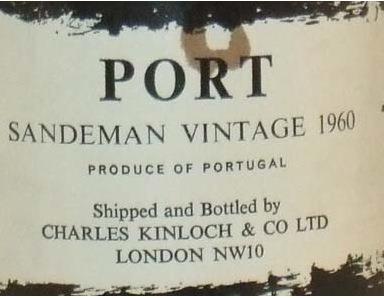 PORT
SANDEMAN VINTAGE 1960
PRODUCE OF PORTUGAL
Shipped and Bottled by
CHARLES KINLOCH & CO LTD
LONDON NW10